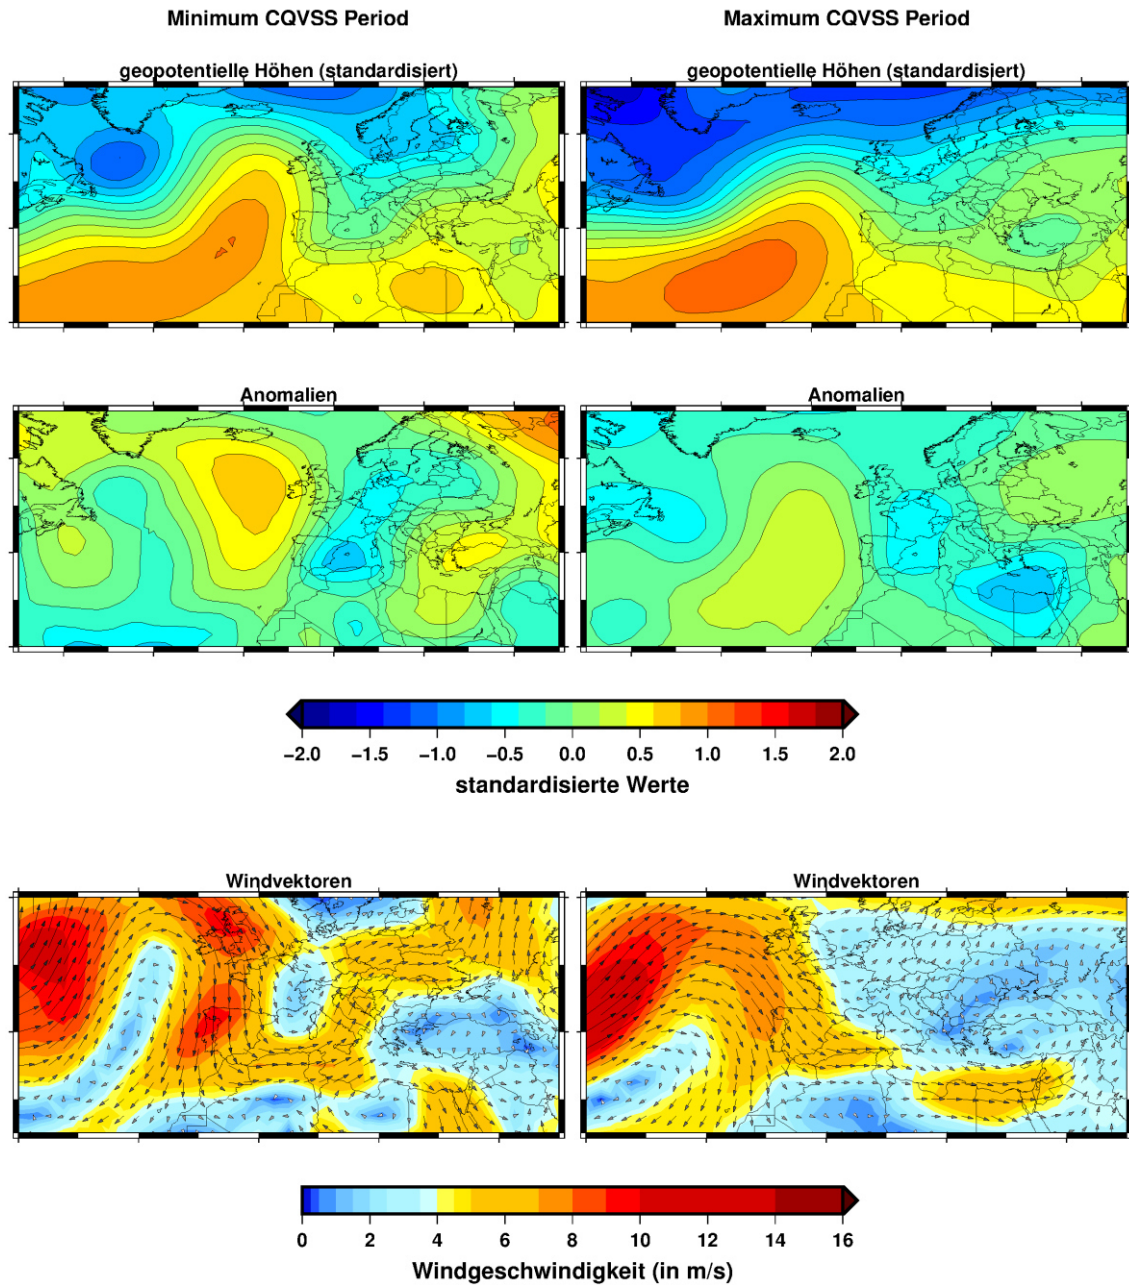 Minimum CQVSS Period
Maximum CQVSS Period
geopotentielle Höhen (standardisiert)
geopotentielle Höhen (standardisiert)
Anomalien
Anomalien
−2.0 −1.5 −1.0 −0.5 0.0 0.5 1.0 1.5 2.0
standardisierte Werte
Windvektoren
Windvektoren
0 2 4 6 8 10 12 14 16
Windgeschwindigkeit (in m/s)